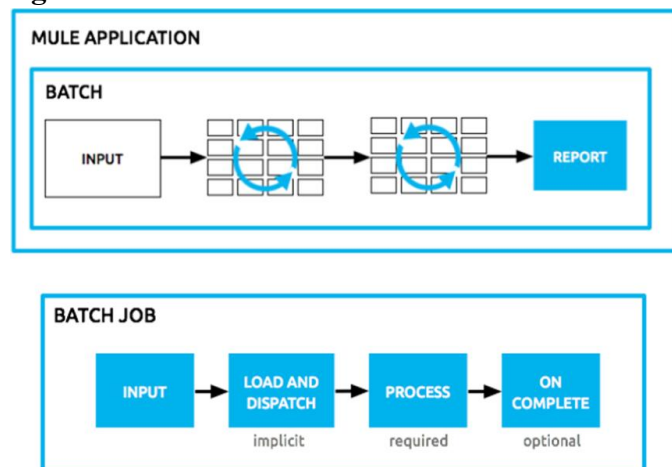 MULE APPLICATION
BATCH
INPUT
REPORT
BATCH JOB
INPUT
LOAD AND
DISPATCH
PROCESS
ON
COMPLETE
implicit
required
optional